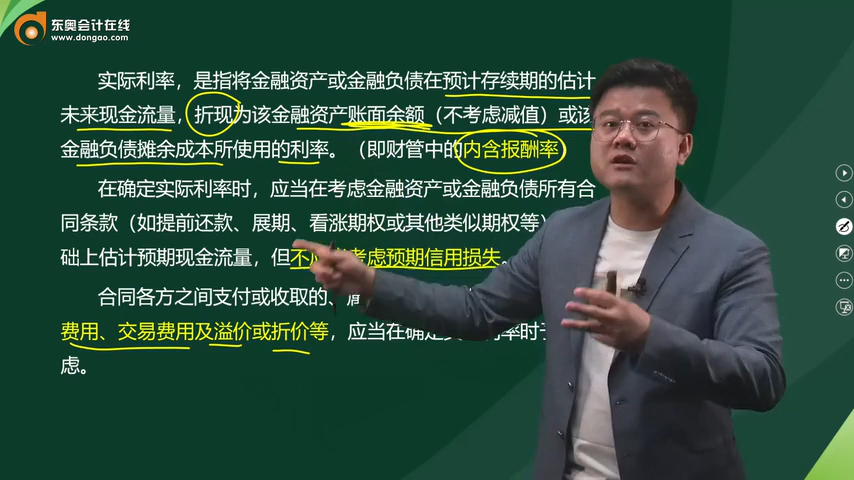 东奥会计在线
www.dongao.com
实际利率，是指将金融资产或金融负债在预计存续期的估计
未来现金流量，折现为该金融资产账面余额（不考虑减值）或该
金融负债摊余成本所使用的利率。（即财管中的内含报酬率
在确定实际利率时，应当在考虑金融资产或金融负债所有合
同条款（如提前还款、展期、看涨期权或其他类似期权等）
础上估计预期现金流量，但不 考虑预期信用损失。
合同各方之间支付或收取的、
费用、交易费用及溢价或折价等，应当在确定 率时于
虑。